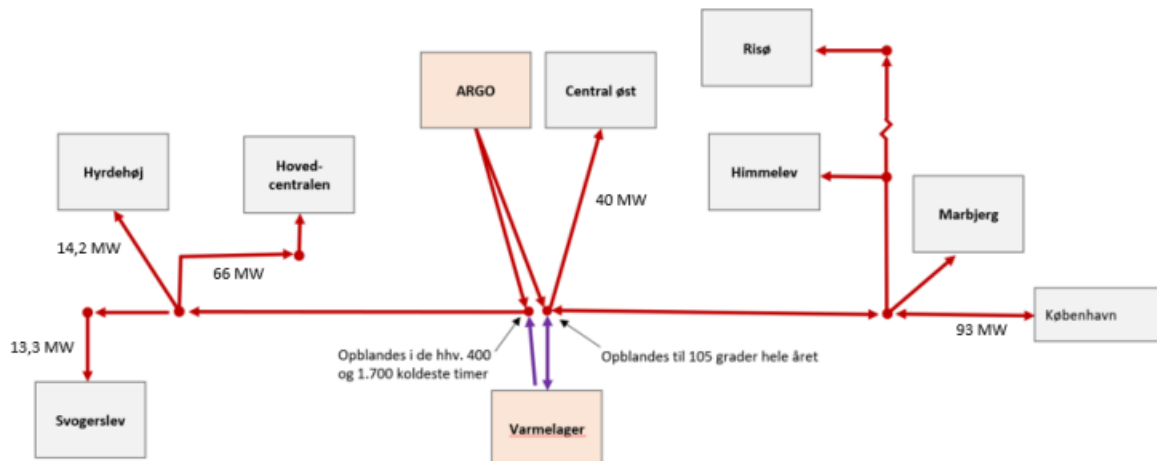 Risø
ARGO
Central øst
Hyrdehøj
Hoved-
centralen
Himmelev
40 MW
Marbjerg
14,2 MW
66 MW
København
93 MW
13,3 MW
Opblandes i de hhv. 400
og 1.700 koldeste timer
Opblandes til 105 grader hele året
Svogerslev
Varmelager